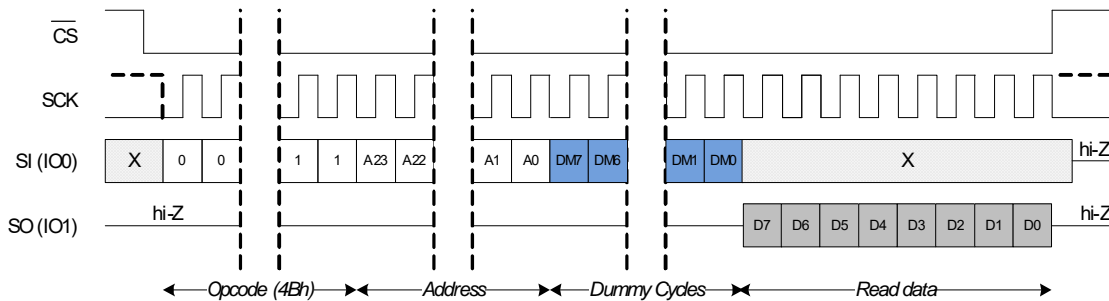 CS
SCK
SI (IO0) X 0 0 1 1 A23 A22 A1 A0 DM7 DM6 DM1 DM0 X hi-Z
hi-Z
SO (IO1) D7 D6 D5 D4 D3 D2 D1 D0 hi-Z
Opcode (4Bh) Address Dummy Cycles Read data